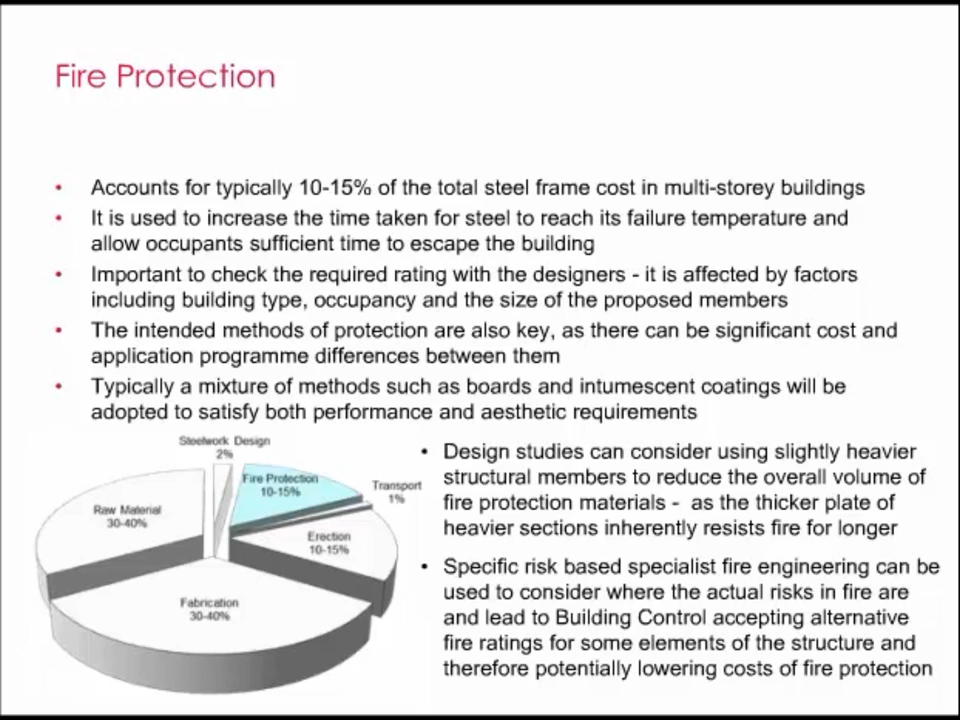 Fire Protection
• Accounts for typically 10-15% of the total steel frame cost in multi-storey buildings
• It is used to increase the time taken for steel to reach its failure temperature and
allow occupants sufficient time to escape the building
• Important to check the required rating with the designers - it is affected by factors
including building type, occupancy and the size of the proposed members
• The intended methods of protection are also key, as there can be significant cost and
application programme differences between them
• Typically a mixture of methods such as boards and intumescent coatings will be
adopted to satisfy both performance and aesthetic requirements
Steelwork Design
2%
Fire Protection
10-15%
Transport
1%
Raw Material
30-40%
Erection
10-15%
Fabrication
30-40%
• Design studies can consider using slightly heavier
structural members to reduce the overall volume of
fire protection materials - as the thicker plate of
heavier sections inherently resists fire for longer
• Specific risk based specialist fire engineering can be
used to consider where the actual risks in fire are
and lead to Building Control accepting alternative
fire ratings for some elements of the structure and
therefore potentially lowering costs of fire protection